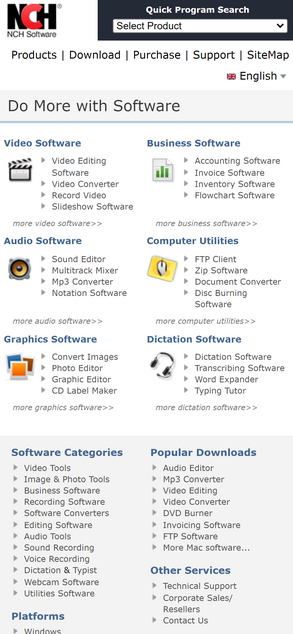 NCH®
NCH Software
Quick Program Search
Select Product
Products | Download | Purchase | Support | SiteMap
English
Do More with Software
Video Software
Video Editing
Software
Video Converter
Record Video
Slideshow Software
more video software>>
Business Software
Accounting Software
Invoice Software
Inventory Software
Flowchart Software
more business software>>
Audio Software
Sound Editor
Multitrack Mixer
Mp3 Converter
Notation Software
more audio software>>
Computer Utilities
FTP Client
Zip Software
Document Converter
Disc Burning
Software
more computer utilities>>
Graphics Software
Convert Images
Photo Editor
Graphic Editor
CD Label Maker
more graphics software>>
Dictation Software
Dictation Software
Transcribing Software
Word Expander
Typing Tutor
more dictation software>>
Software Categories
Video Tools
Image & Photo Tools
Business Software
Recording Software
Software Converters
Editing Software
Audio Tools
Sound Recording
Voice Recording
Dictation & Typist
Webcam Software
Utilities Software
Platforms
Windows
Popular Downloads
Audio Editor
Mp3 Converter
Video Editing
Video Converter
DVD Burner
Invoicing Software
FTP Software
More Mac software...
Other Services
Technical Support
Corporate Sales/
Resellers
Contact Us